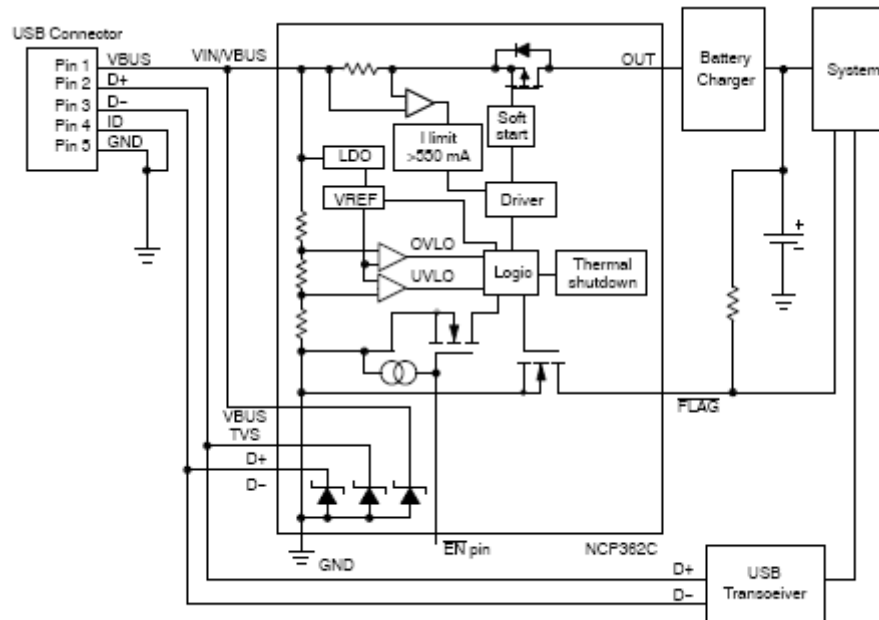 USB Connector
Pin 1
Pin 2
Pin 3
Pin 4
Pin 5
VBUS
D+
D−
ID
GND
VIN/VBUS
OUT
Battery
Charger
System
Soft
start
I limit
>550 mA
LDO
VREF
Driver
OVLO
UVLO
Logic
Thermal
shutdown
+
−
FLAG
VBUS
TVS
D+
D−
GND
EN pin
NCP362C
D+
D−
USB
Transceiver